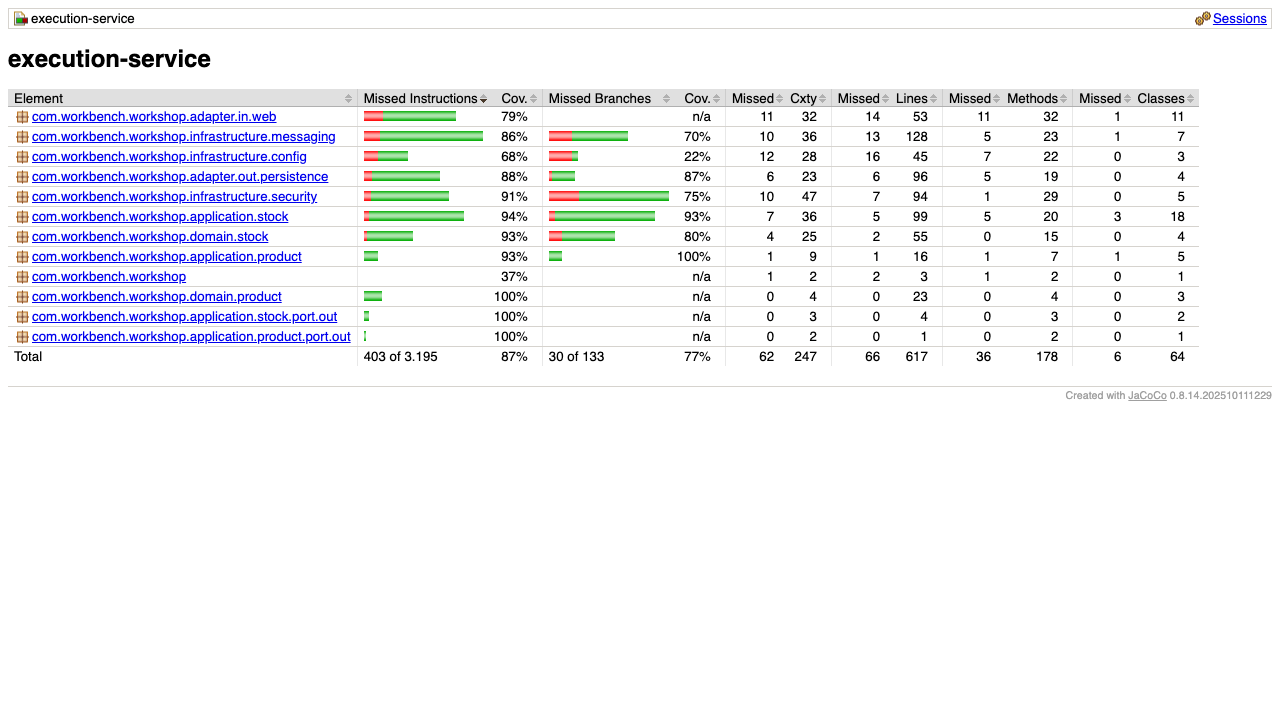 execution-service Sessions
execution-service
Element Missed Instructions Cov. Missed Branches Cov. Missed Cxty Missed Lines Missed Methods Missed Classes
com.workbench.workshop.adapter.in.web 79% n/a 11 32 14 53 11 32 1 11
com.workbench.workshop.infrastructure.messaging 86% 70% 10 36 13 128 5 23 1 7
com.workbench.workshop.infrastructure.config 68% 22% 12 28 16 45 7 22 0 3
com.workbench.workshop.adapter.out.persistence 88% 87% 6 23 6 96 5 19 0 4
com.workbench.workshop.infrastructure.security 91% 75% 10 47 7 94 1 29 0 5
com.workbench.workshop.application.stock 94% 93% 7 36 5 99 5 20 3 18
com.workbench.workshop.domain.stock 93% 80% 4 25 2 55 0 15 0 4
com.workbench.workshop.application.product 93% 100% 1 9 1 16 1 7 1 5
com.workbench.workshop 37% n/a 1 2 2 3 1 2 0 1
com.workbench.workshop.domain.product 100% n/a 0 4 0 23 0 4 0 3
com.workbench.workshop.application.stock.port.out 100% n/a 0 3 0 4 0 3 0 2
com.workbench.workshop.application.product.port.out 100% n/a 0 2 0 1 0 2 0 1
Total 403 of 3.195 87% 30 of 133 77% 62 247 66 617 36 178 6 64
Created with JaCoCo 0.8.14.202510111229